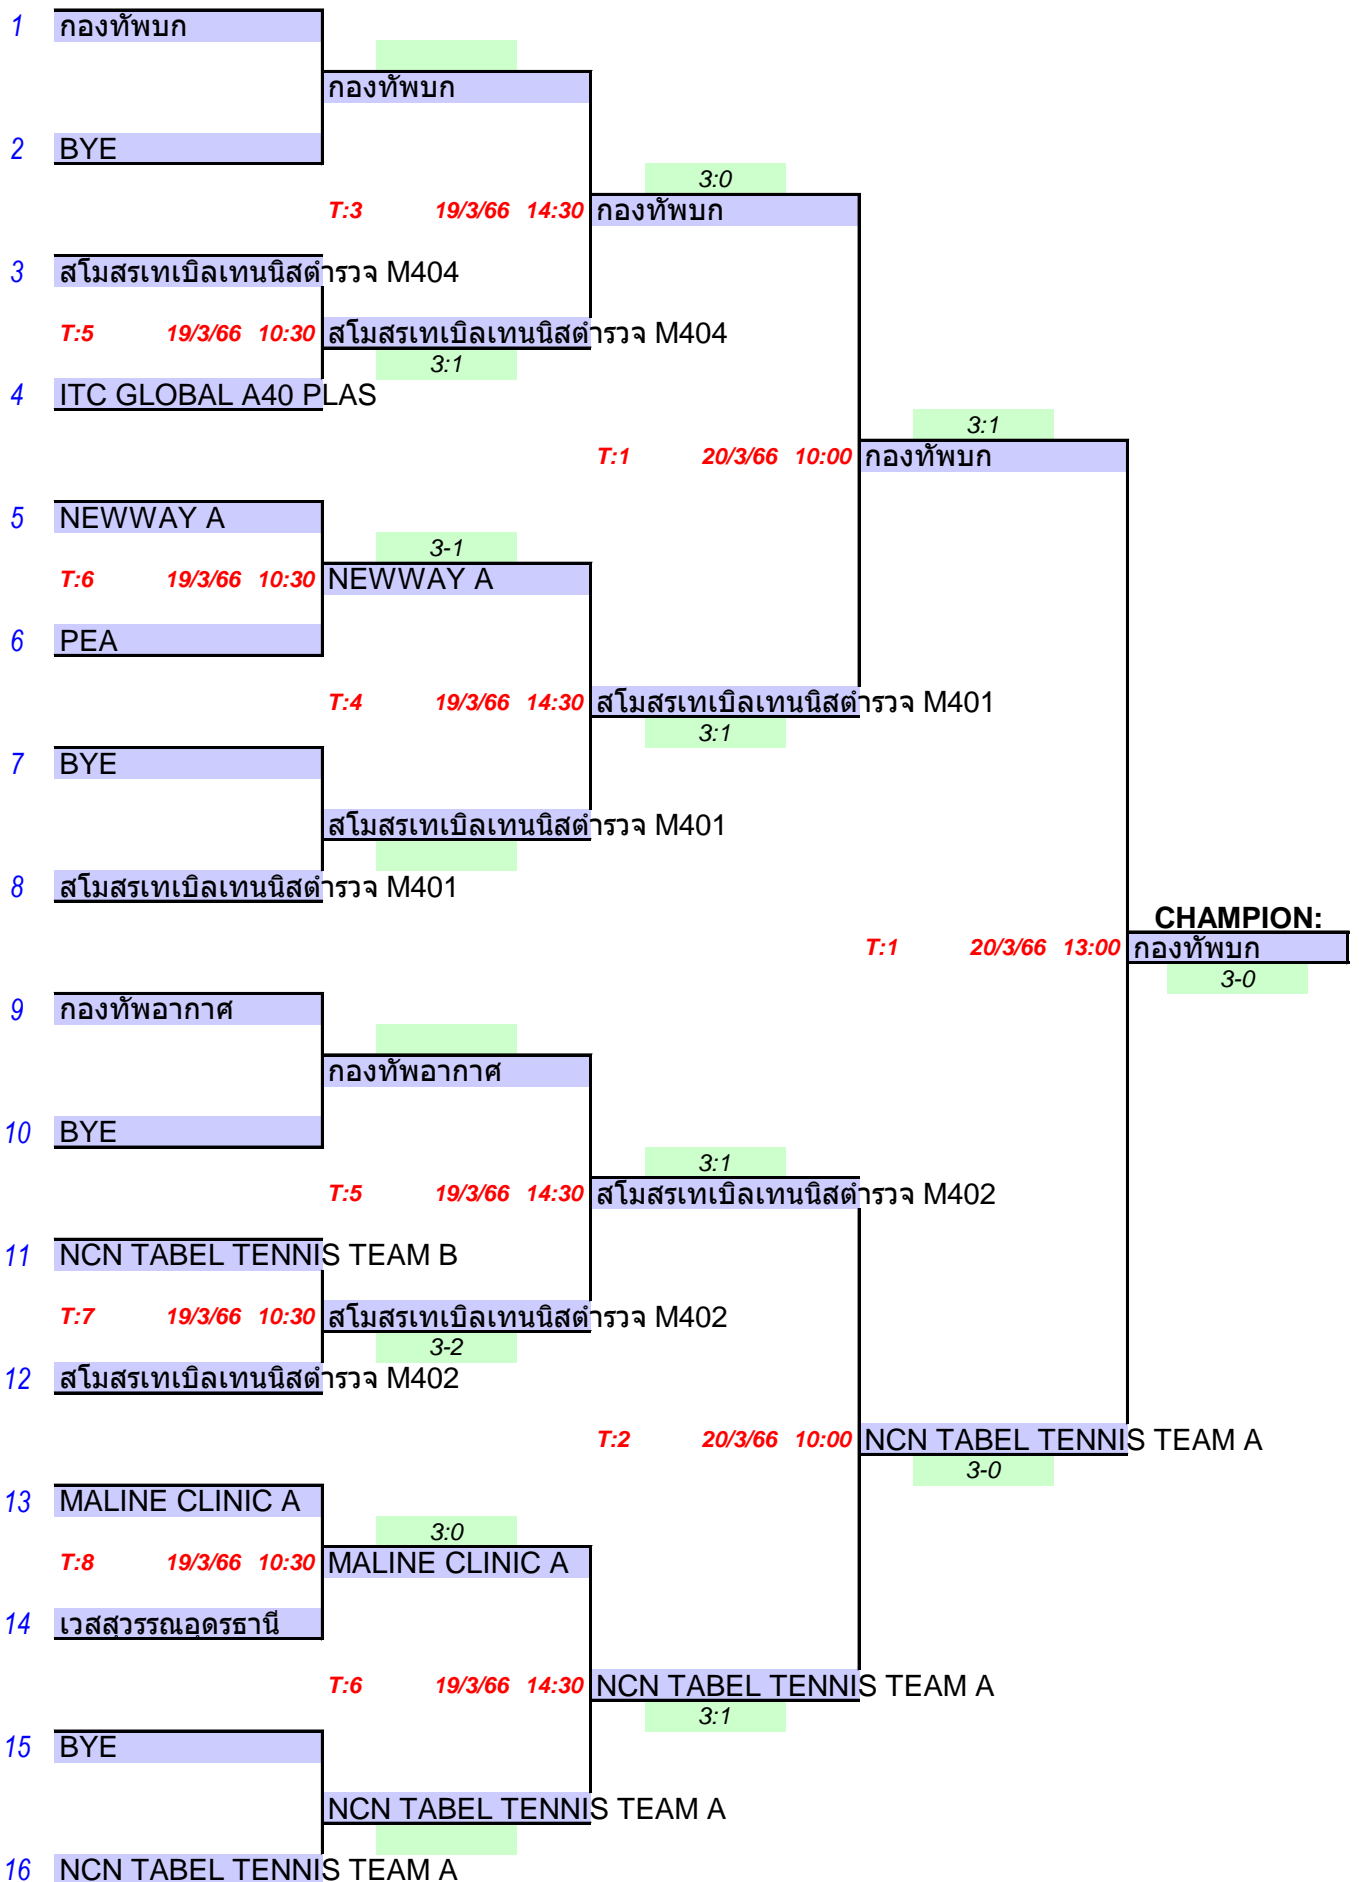 1 กองทัพบก
กองทัพบก
2 BYE
3:0
T:3 19/3/66 14:30 กองทัพบก
3 สโมสรเทเบิลเทนนิสตำรวจ M404
T:5 19/3/66 10:30 สโมสรเทเบิลเทนนิสตำรวจ M404
3:1
4 ITC GLOBAL A40 PLAS
3:1
T:1 20/3/66 10:00 กองทัพบก
5 NEWWAY A
3-1
T:6 19/3/66 10:30 NEWWAY A
6 PEA
T:4 19/3/66 14:30 สโมสรเทเบิลเทนนิสตำรวจ M401
3:1
7 BYE
สโมสรเทเบิลเทนนิสตำรวจ M401
8 สโมสรเทเบิลเทนนิสตำรวจ M401
CHAMPION:
T:1 20/3/66 13:00 กองทัพบก
3-0
9 กองทัพอากาศ
กองทัพอากาศ
10 BYE
3:1
T:5 19/3/66 14:30 สโมสรเทเบิลเทนนิสตำรวจ M402
11 NCN TABEL TENNIS TEAM B
T:7 19/3/66 10:30 สโมสรเทเบิลเทนนิสตำรวจ M402
3-2
12 สโมสรเทเบิลเทนนิสตำรวจ M402
T:2 20/3/66 10:00 NCN TABEL TENNIS TEAM A
3-0
13 MALINE CLINIC A
3:0
T:8 19/3/66 10:30 MALINE CLINIC A
14 เวสสุวรรณอุดรธานี
T:6 19/3/66 14:30 NCN TABEL TENNIS TEAM A
3:1
15 BYE
NCN TABEL TENNIS TEAM A
16 NCN TABEL TENNIS TEAM A